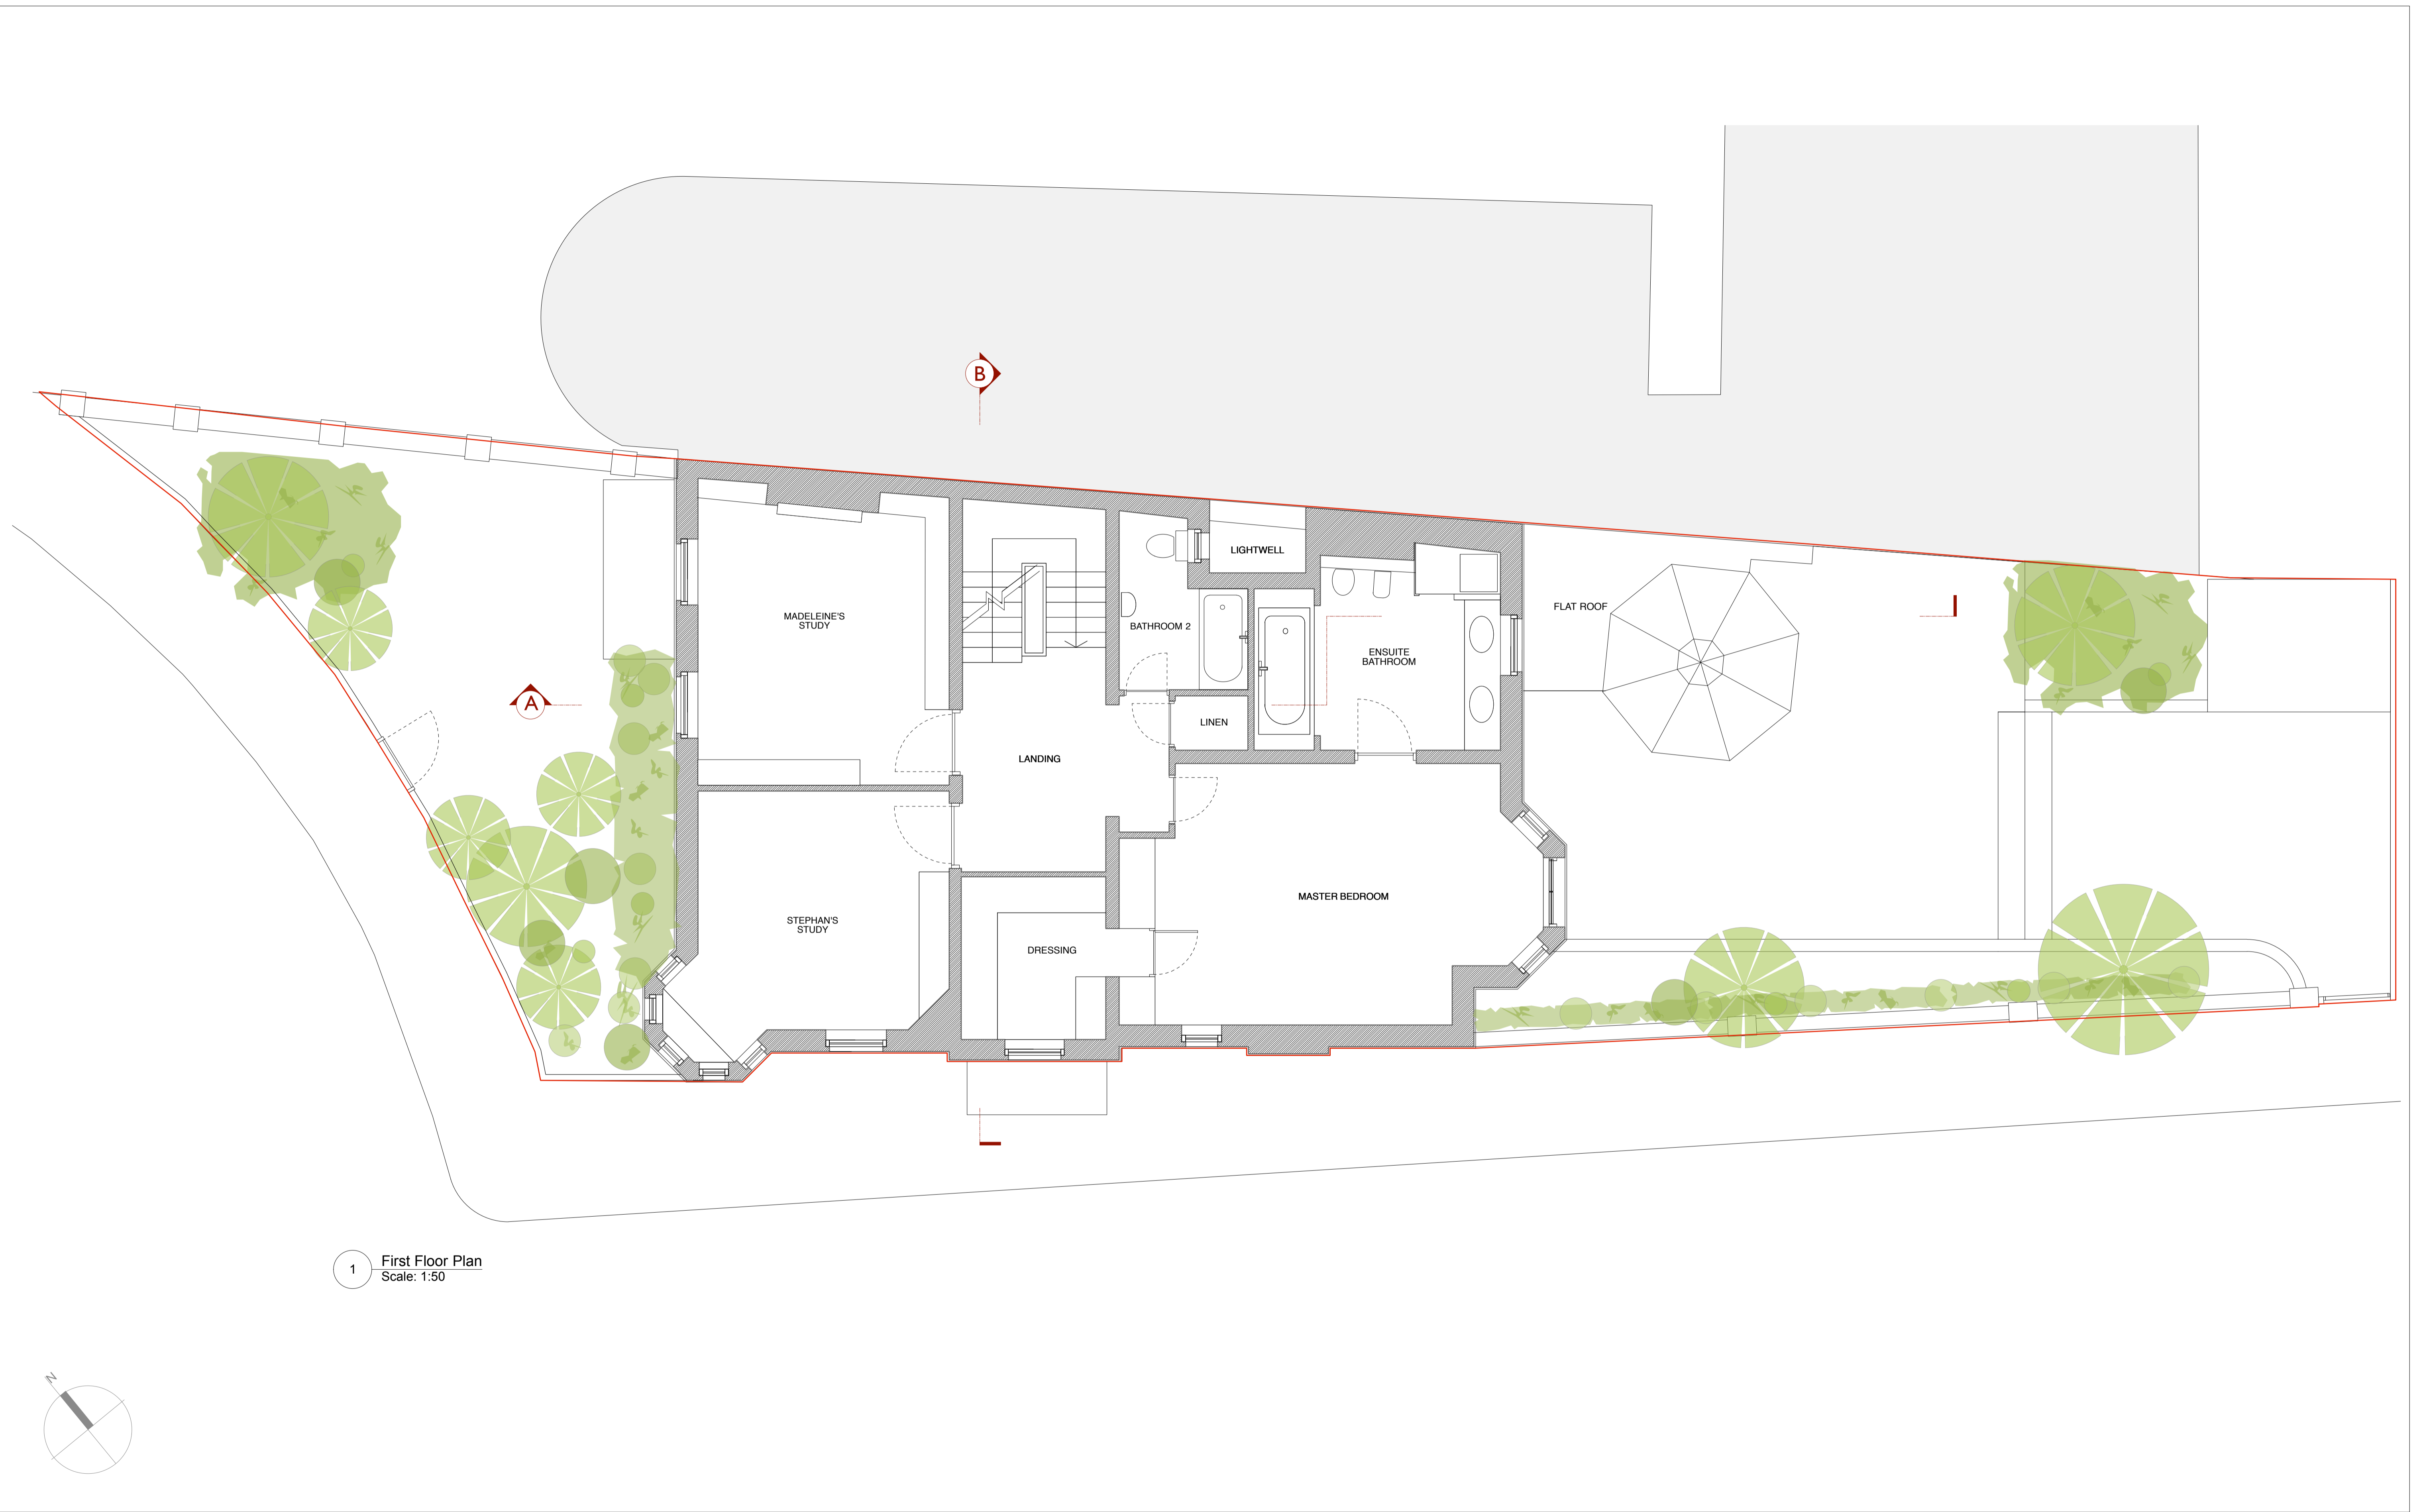 B
LIGHTWELL
FLAT ROOF
MADELEINE'S
STUDY
BATHROOM 2
ENSUITE
BATHROOM
A
LINEN
LANDING
MASTER BEDROOM
STEPHAN'S
STUDY
DRESSING
1
First Floor Plan
Scale: 1:50
N